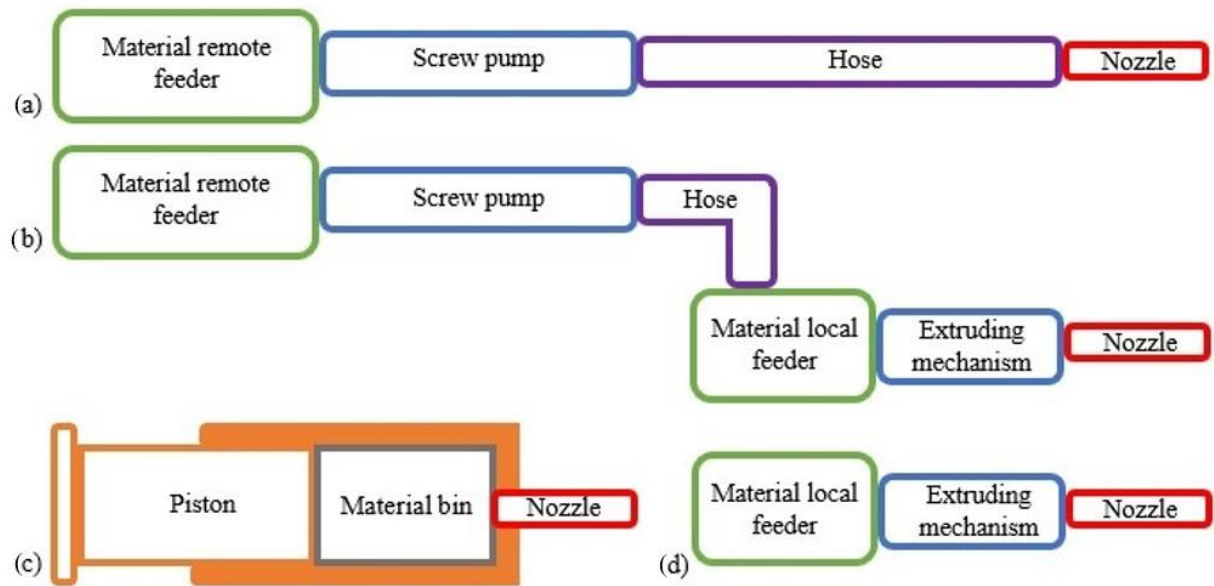 Material remote
feeder
Screw pump
Hose
Nozzle
(a)
Material remote
feeder
Screw pump
Hose
(b)
Material local
feeder
Extruding
mechanism
Nozzle
Piston
Material bin
Nozzle
(c)
Material local
feeder
Extruding
mechanism
Nozzle
(d)